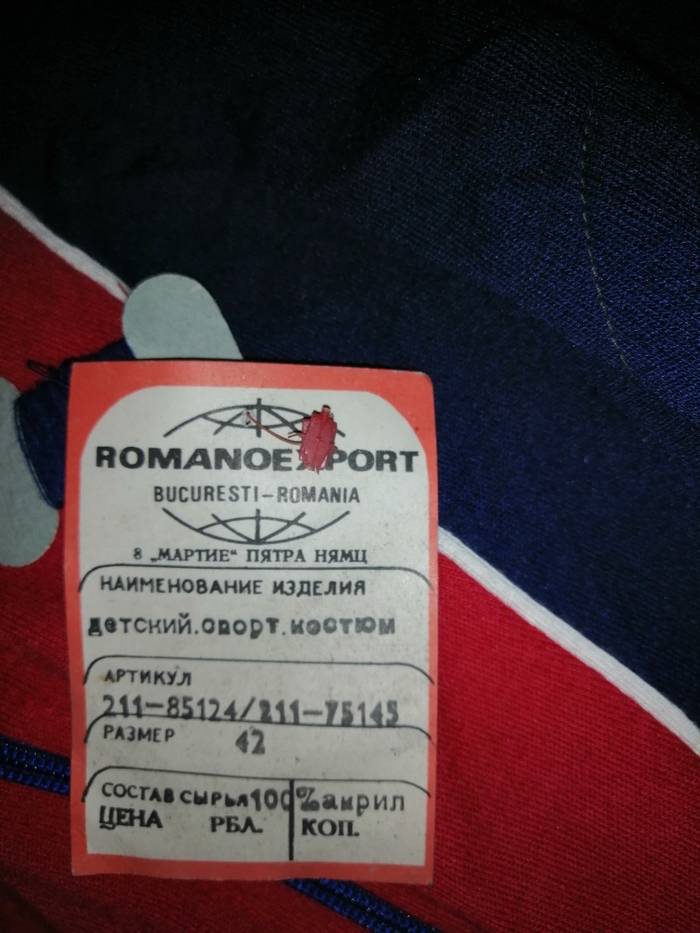 ROMANOEXPORT
BUCURESTI-ROMANIA
8 „МАРТИЕ“ ПЯТРА НЯМЦ
НАИМЕНОВАНИЕ ИЗДЕЛИЯ
детский.спорт.костюм
АРТИКУЛ
211-85124/211-75145
РАЗМЕР 42
СОСТАВ СЫРЬЯ 100% акрил
ЦЕНА РБЛ. КОП.